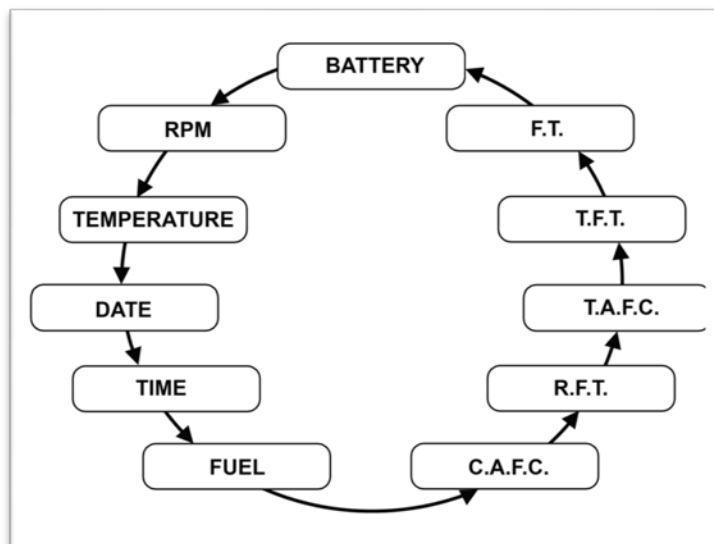 BATTERY
RPM
F.T.
TEMPERATURE
T.F.T.
DATE
T.A.F.C.
TIME
R.F.T.
FUEL
C.A.F.C.